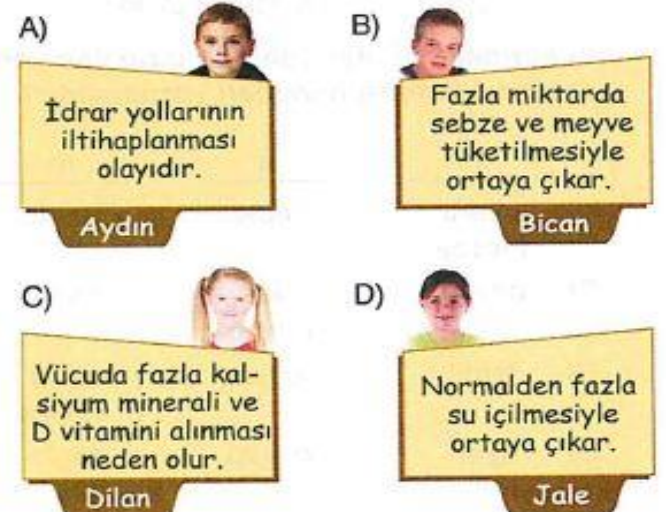 A)
İdrar yollarının
iltihaplanması
olayıdır.
Aydın
B)
Fazla miktarda
sebze ve meyve
tüketilmesiyle
ortaya çıkar.
Bican
C)
Vücuda fazla kal-
siyum minerali ve
D vitamini alınması
neden olur.
Dilan
D)
Normalden fazla
su içilmesiyle
ortaya çıkar.
Jale